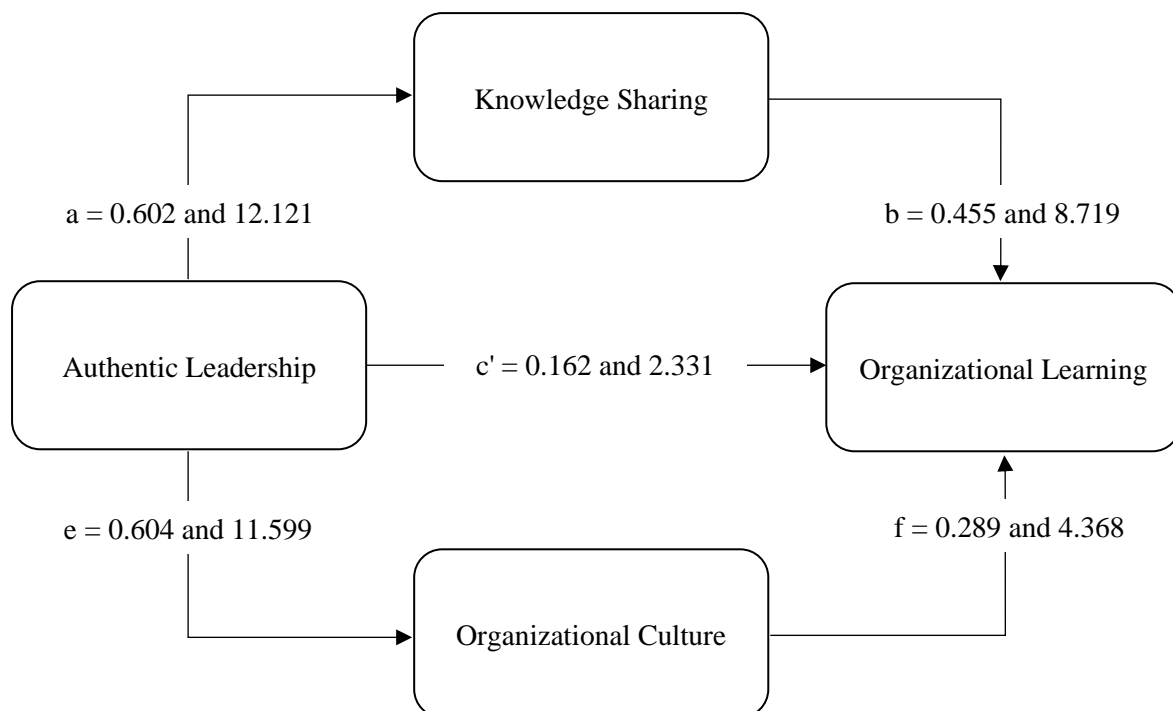 Knowledge Sharing
a = 0.602 and 12.121
b = 0.455 and 8.719
Authentic Leadership
c' = 0.162 and 2.331
Organizational Learning
e = 0.604 and 11.599
f = 0.289 and 4.368
Organizational Culture